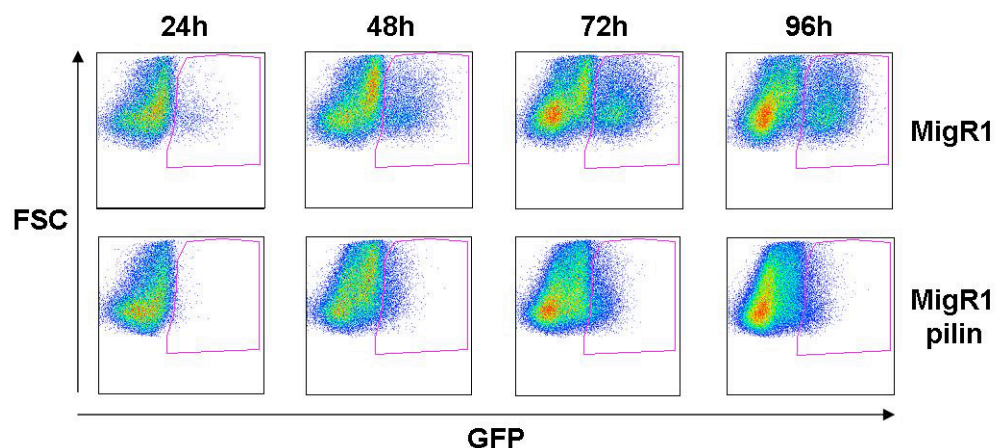 24h 48h 72h 96h
MigR1
FSC
MigR1
pilin
GFP